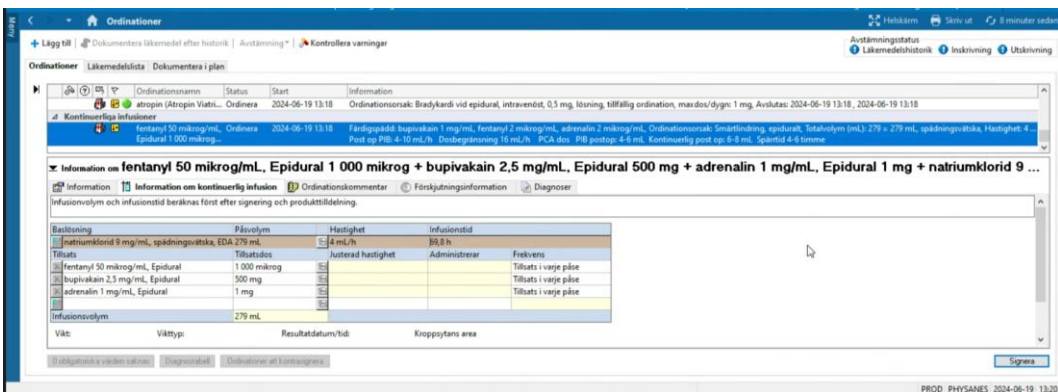 Meny
Ordinationer
Helskärm Skriv ut 8 minuter sedan
Lägg till Dokumentera läkemedel efter historik Avstämning Kontrollera varningar
Avstämningsstatus
Läkemedelshistorik Inskrivning Utskrivning
Ordinationer Läkemedelslista Dokumentera i plan
Ordinationsnamn Status Start Information
atropin (Atropin Viatri... Ordinera 2024-06-19 13:18 Ordinationsorsak: Bradykardi vid epidural, intravenöst, 0,5 mg, lösning, tillfällig ordination, max.dos/dygn: 1 mg, Avslutas: 2024-06-19 13:18 , 2024-06-19 13:18
Kontinuerliga infusioner
fentanyl 50 mikrog/mL, Ordinera 2024-06-19 13:18 Färdigspädd: bupivakain 1 mg/mL, fentanyl 2 mikrog/mL, adrenalin 2 mikrog/mL, Ordinationsorsak: Smärtlindring, epiduralt, Totalvolym (mL): 279 = 279 mL, spädningsvätska, Hastighet: 4 ...
Epidural 1 000 mikrog... Post op PIB: 4-10 mL/h Desbegränsning 16 mL/h PCA dos PIB postop: 4-6 mL Kontinuerlig post op: 6-8 mL Spärrtid 4-6 timme
Information om fentanyl 50 mikrog/mL, Epidural 1 000 mikrog + bupivakain 2,5 mg/mL, Epidural 500 mg + adrenalin 1 mg/mL, Epidural 1 mg + natriumklorid 9 ...
Information Information om kontinuerlig infusion Ordinationskommentar Förskjutningsinformation Diagnoser
Infusionvolym och infusionstid beräknas först efter signering och produkttilldelning.
Baslösning Påsvolym Hastighet Infusionstid
natriumklorid 9 mg/mL, spädningsvätska, EDA 279 mL 4 mL/h 69,8 h
Tillsats Tillsatsdos Justerad hastighet Administrerar Frekvens
fentanyl 50 mikrog/mL, Epidural 1 000 mikrog Tillsats i varje påse
bupivakain 2,5 mg/mL, Epidural 500 mg Tillsats i varje påse
adrenalin 1 mg/mL, Epidural 1 mg Tillsats i varje påse
Infusionsvolym 279 mL
Vikt: Vikttyp: Resultatdatum/tid: Kroppsytans area
0 obligatoriska värden saknas Diagnostabell Ordinationer att kontrasignera Signera
PROD PHYSANES 2024-06-19 13:20